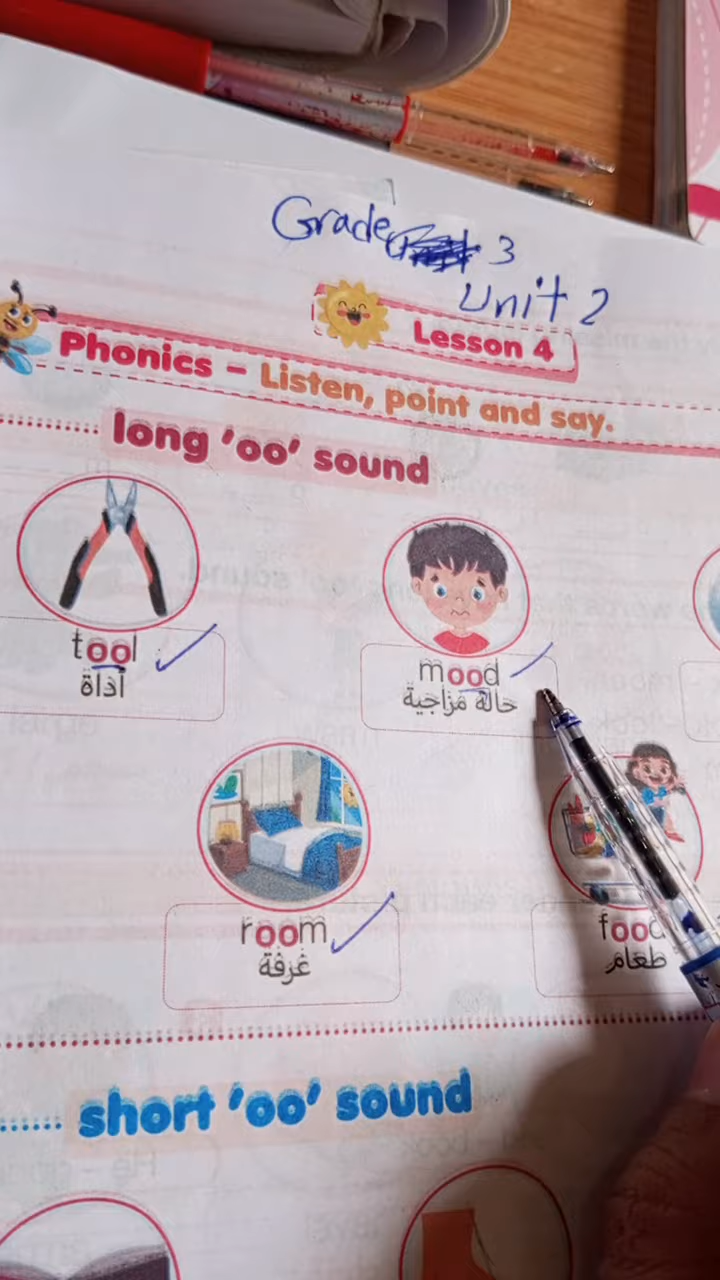 Grade 3
Unit 2
Lesson 4
Phonics – Listen, point and say.
long 'oo' sound
tool
أداة
mood
حالة مزاجية
room
غرفة
food
طعام
short 'oo' sound